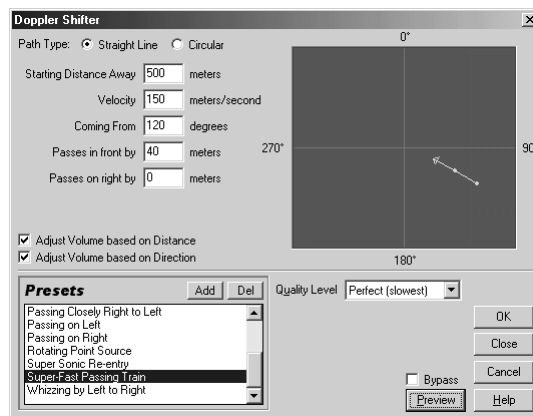 Doppler Shifter
Path Type: Straight Line Circular
Starting Distance Away 500 meters
Velocity 150 meters/second
Coming From 120 degrees
Passes in front by 40 meters
Passes on right by 0 meters
Adjust Volume based on Distance
Adjust Volume based on Direction
0°
270°
90
180°
Presets Add Del
Passing Closely Right to Left
Passing on Left
Passing on Right
Rotating Point Source
Super Sonic Re-entry
Super-Fast Passing Train
Whizzing by Left to Right
Quality Level Perfect (slowest)
OK
Close
Cancel
Bypass
Preview Help